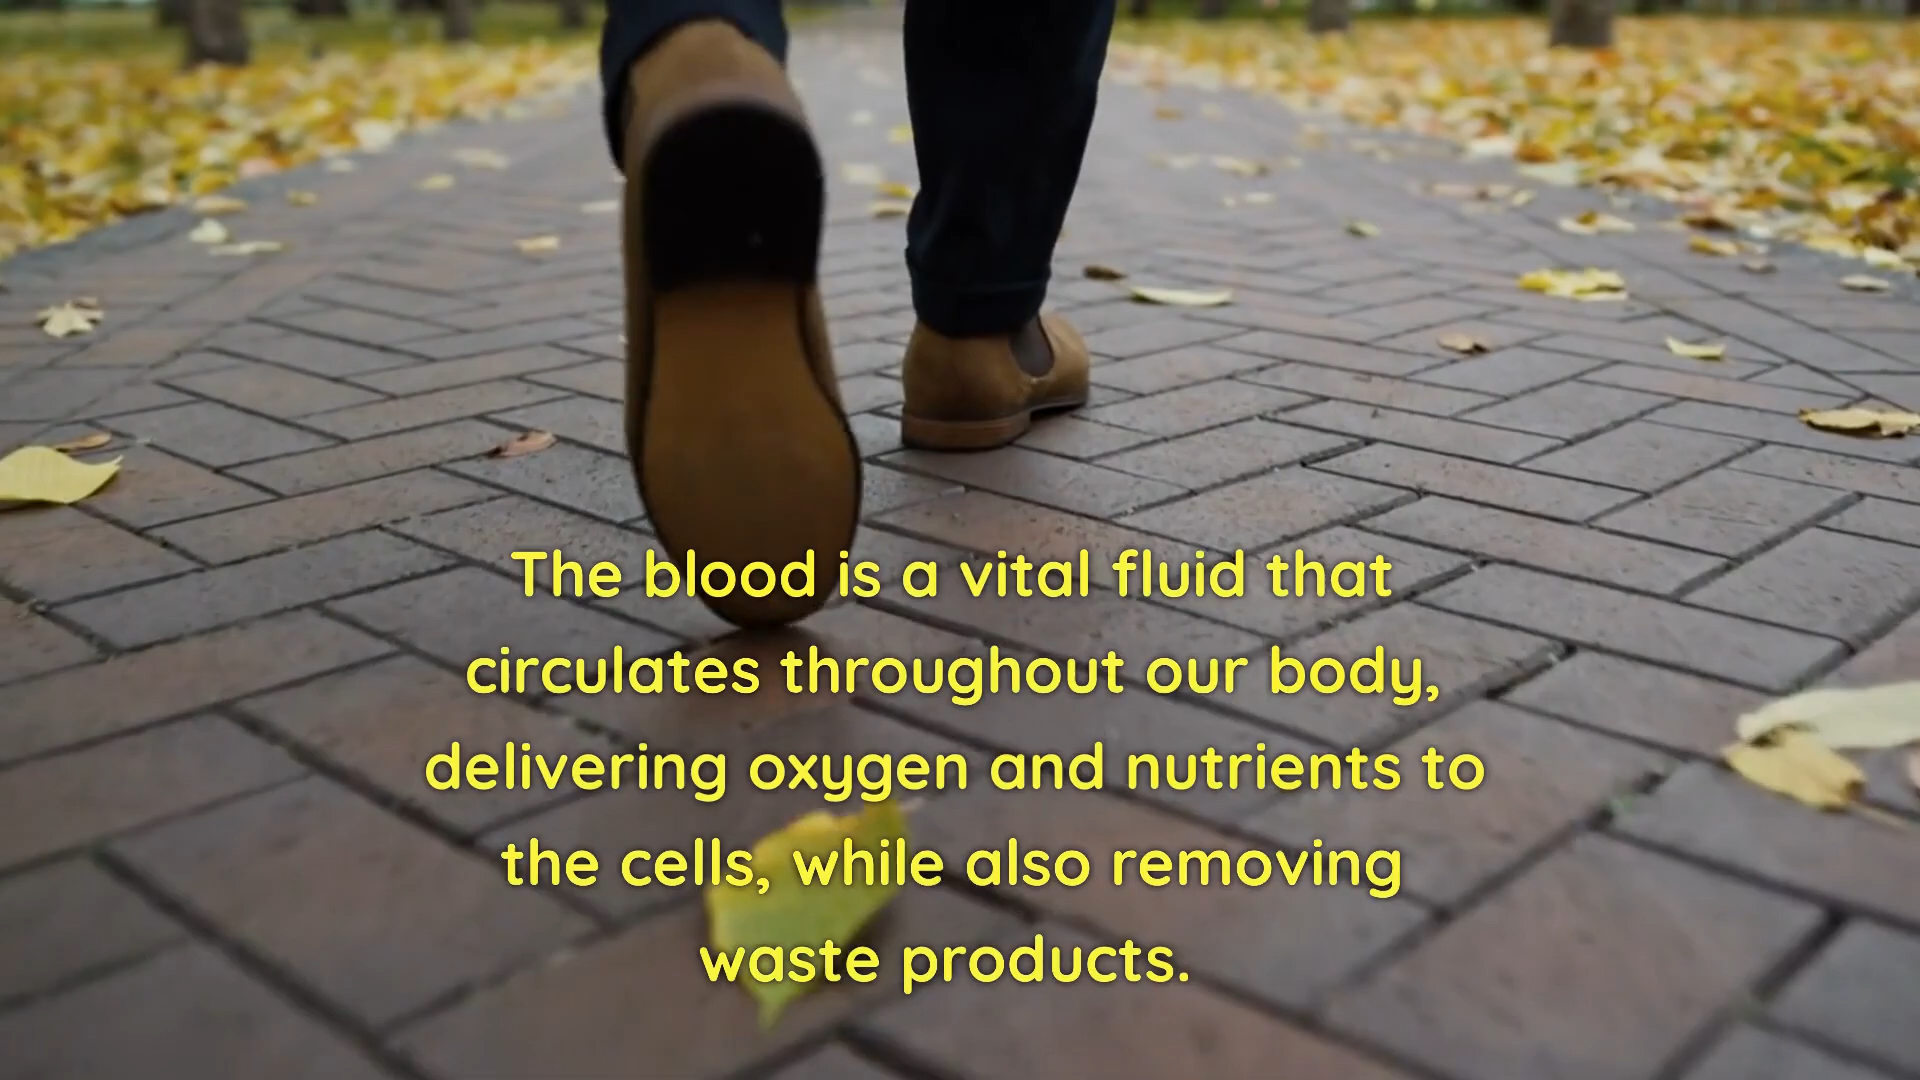 The blood is a vital fluid that
circulates throughout our body,
delivering oxygen and nutrients to
the cells, while also removing
waste products.